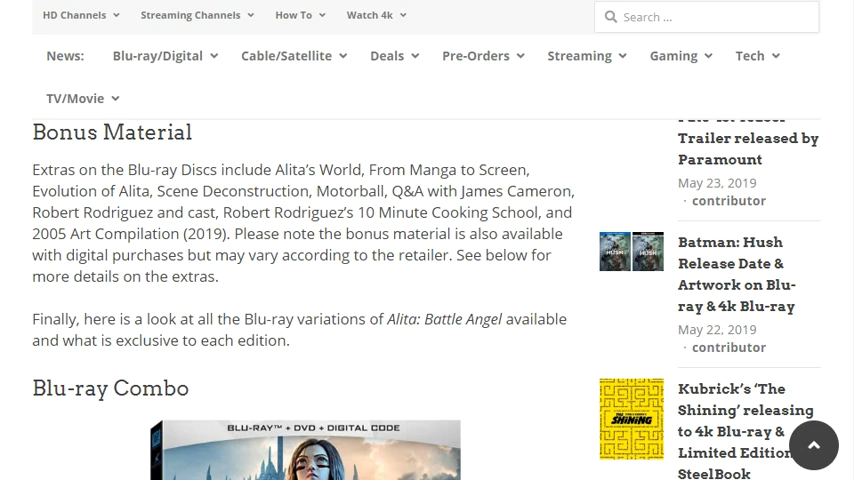 HD Channels
Streaming Channels
How To
Watch 4k
Search ...
News:
Blu-ray/Digital
Cable/Satellite
Deals
Pre-Orders
Streaming
Gaming
Tech
TV/Movie
Bonus Material
Extras on the Blu-ray Discs include Alita's World, From Manga to Screen,
Evolution of Alita, Scene Deconstruction, Motorball, Q&A with James Cameron,
Robert Rodriguez and cast, Robert Rodriguez's 10 Minute Cooking School, and
2005 Art Compilation (2019). Please note the bonus material is also available
with digital purchases but may vary according to the retailer. See below for
more details on the extras.
Finally, here is a look at all the Blu-ray variations of Alita: Battle Angel available
and what is exclusive to each edition.
Blu-ray Combo
BLU-RAY™ + DVD + DIGITAL CODE
Trailer released by
Paramount
May 23, 2019
· contributor
HUSH
HUSH
Batman: Hush
Release Date &
Artwork on Blu-
ray & 4k Blu-ray
May 22, 2019
· contributor
THE SHiNiNG
Kubrick's 'The
Shining' releasing
to 4k Blu-ray &
Limited Edition
SteelBook